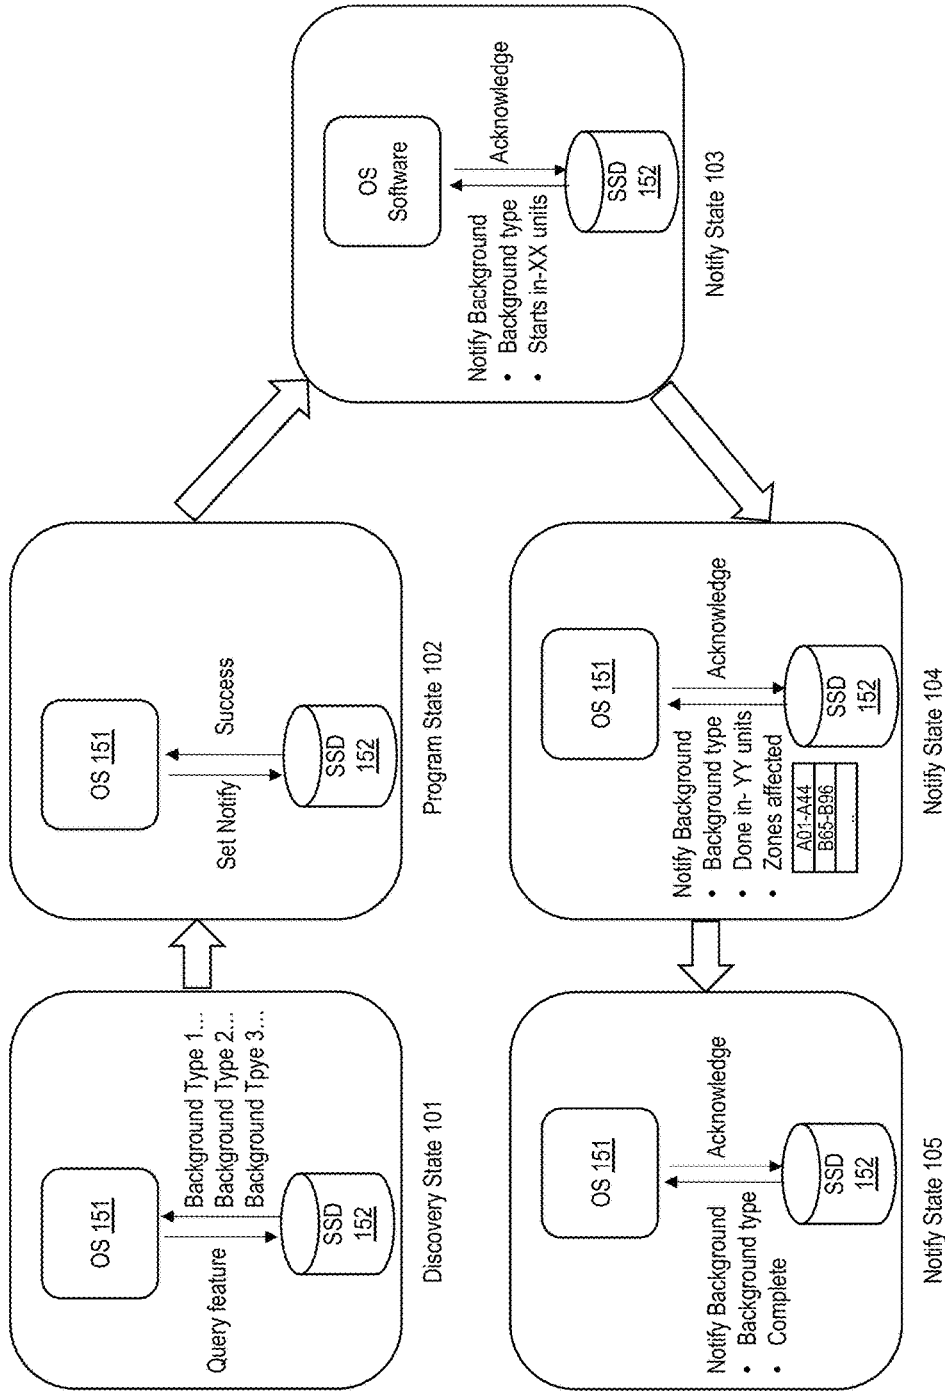 OS 151
Query feature
Background Type 1...
Background Type 2...
Background Tpye 3...
SSD
152
Discovery State 101
OS 151
Set Notify
Success
SSD
152
Program State 102
OS
Software
Notify Background
• Background type
• Starts in-XX units
Acknowledge
SSD
152
Notify State 103
OS 151
Notify Background
• Background type
• Done in- YY units
• Zones affected
A01-A44
B65-B96
..
Acknowledge
SSD
152
Notify State 104
OS 151
Notify Background
• Background type
• Complete
Acknowledge
SSD
152
Notify State 105